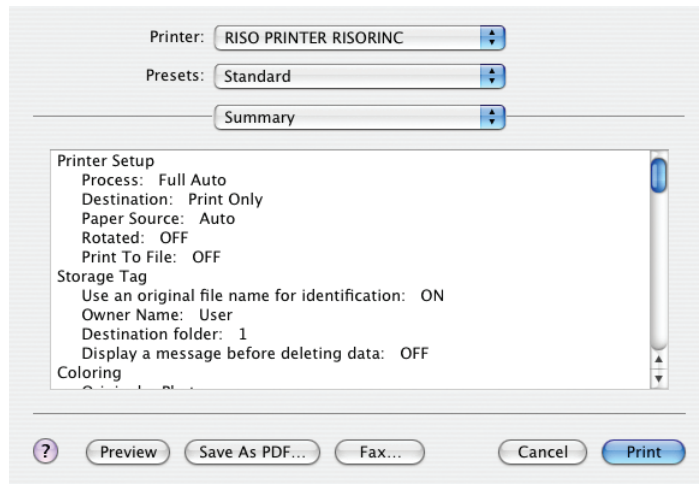 Printer: RISO PRINTER RISORINC
Presets: Standard
Summary
Printer Setup
Process: Full Auto
Destination: Print Only
Paper Source: Auto
Rotated: OFF
Print To File: OFF
Storage Tag
Use an original file name for identification: ON
Owner Name: User
Destination folder: 1
Display a message before deleting data: OFF
Coloring
? Preview Save As PDF... Fax... Cancel Print